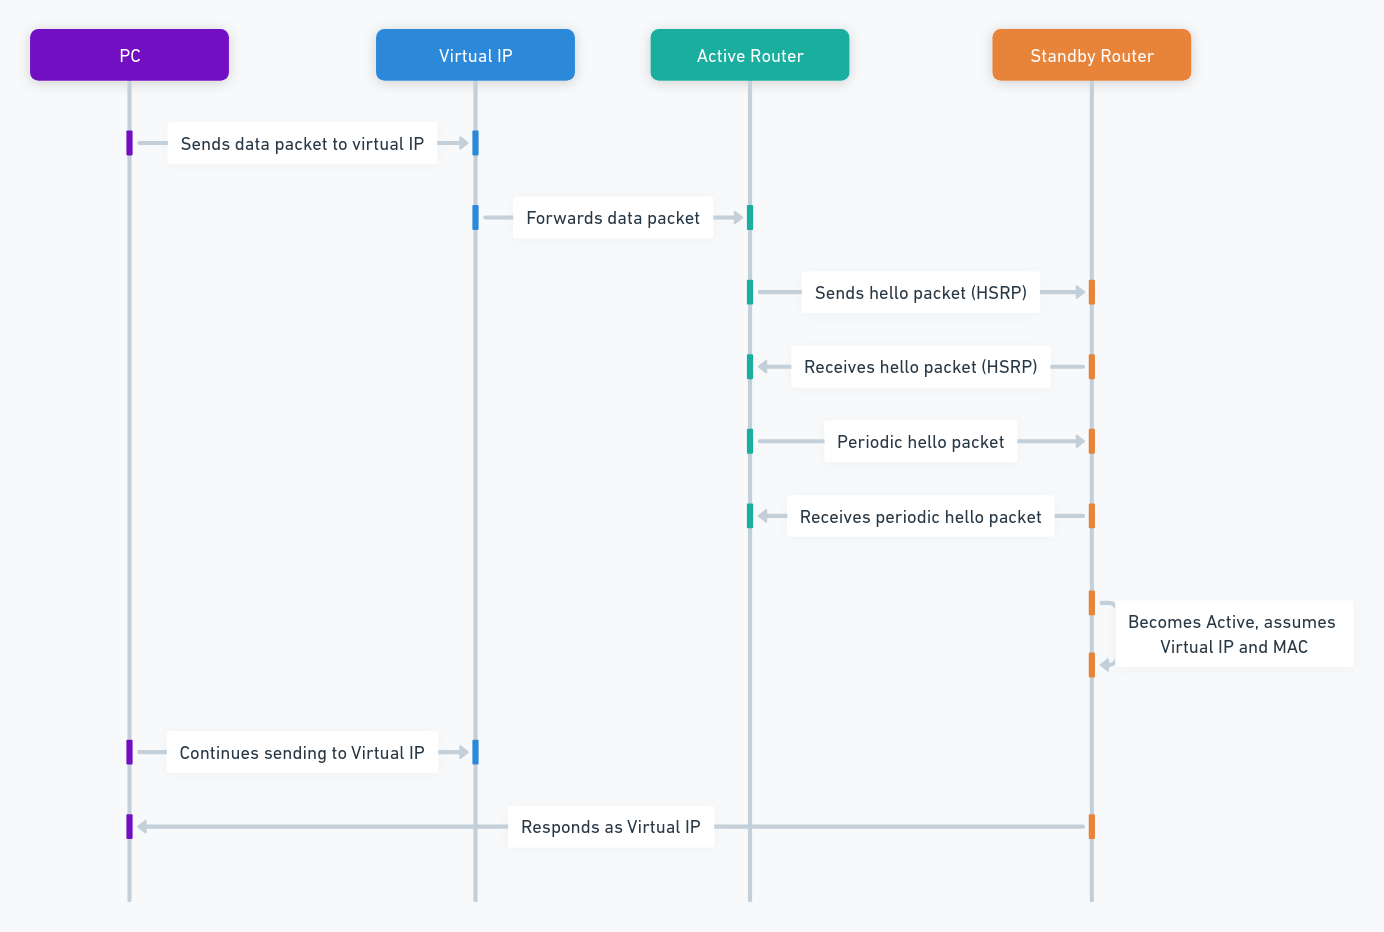 PC
Virtual IP
Active Router
Standby Router
Sends data packet to virtual IP
Forwards data packet
Sends hello packet (HSRP)
Receives hello packet (HSRP)
Periodic hello packet
Receives periodic hello packet
Becomes Active, assumes
Virtual IP and MAC
Continues sending to Virtual IP
Responds as Virtual IP